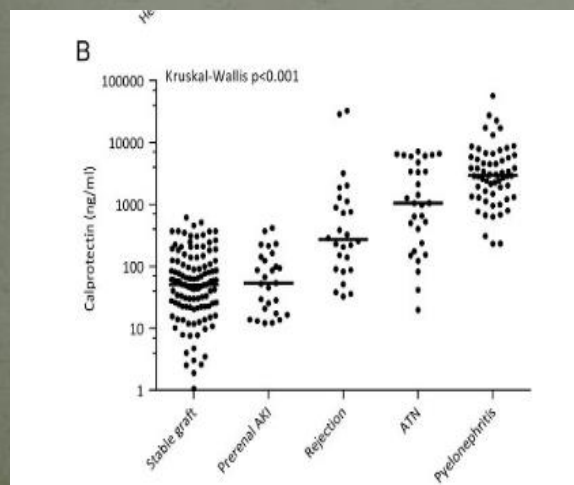 He
B
Kruskal-Wallis p<0.001
100000
10000
1000
100
10
1
Calprotectin (ng/ml)
Stable graft
Prerenal AKI
Rejection
ATN
Pyelonephritis